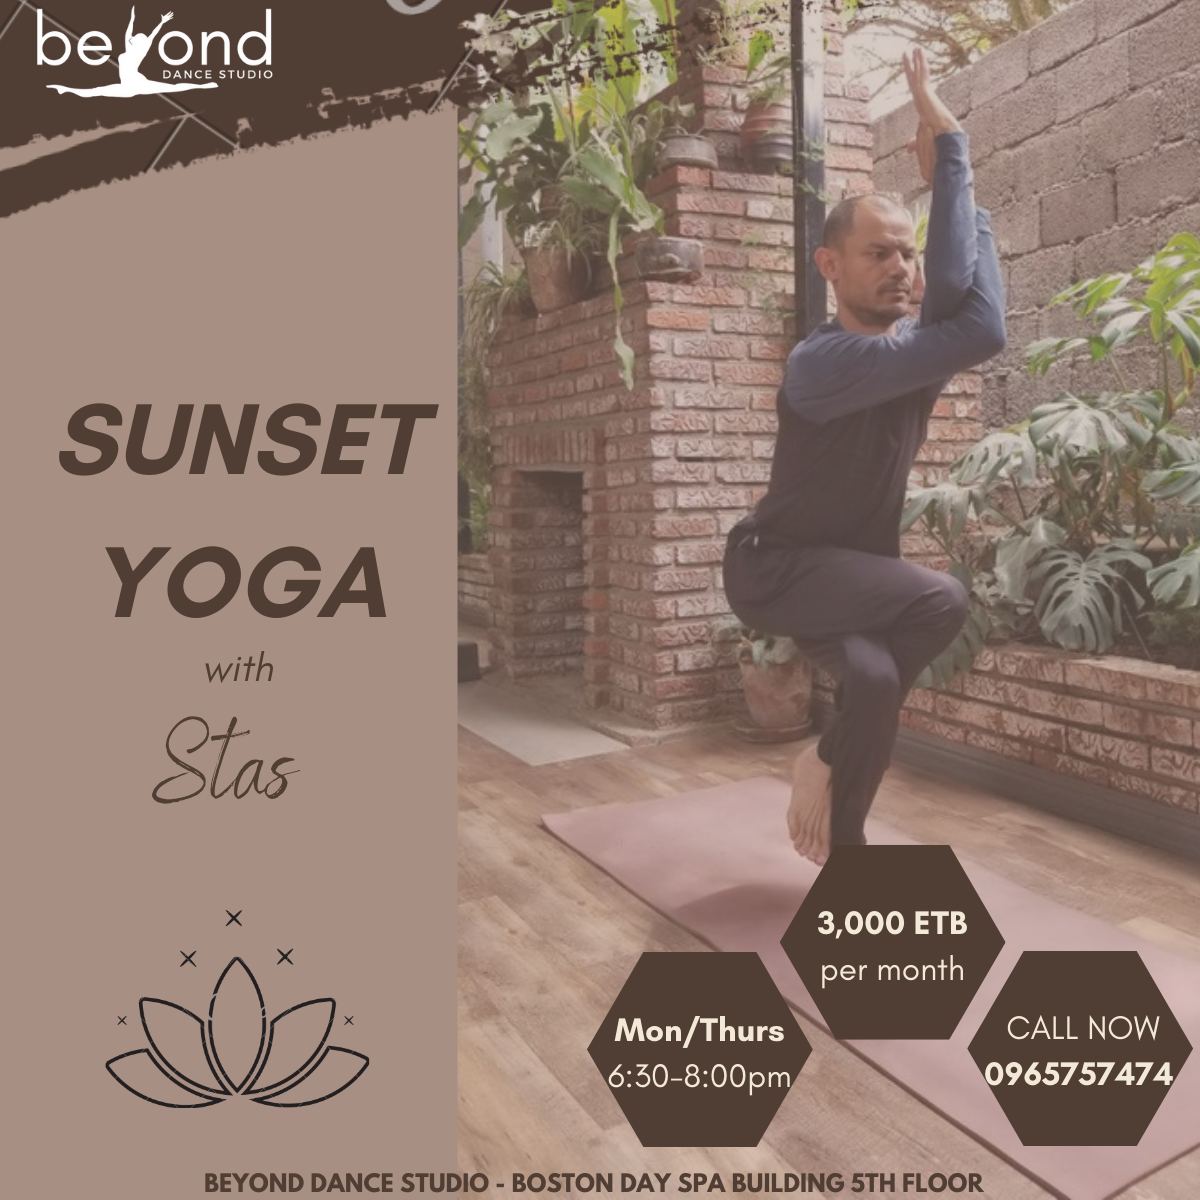 beyond
DANCE STUDIO
SUNSET
YOGA
with
Stas
3,000 ETB
per month
Mon/Thurs
6:30-8:00pm
CALL NOW
0965757474
BEYOND DANCE STUDIO - BOSTON DAY SPA BUILDING 5TH FLOOR